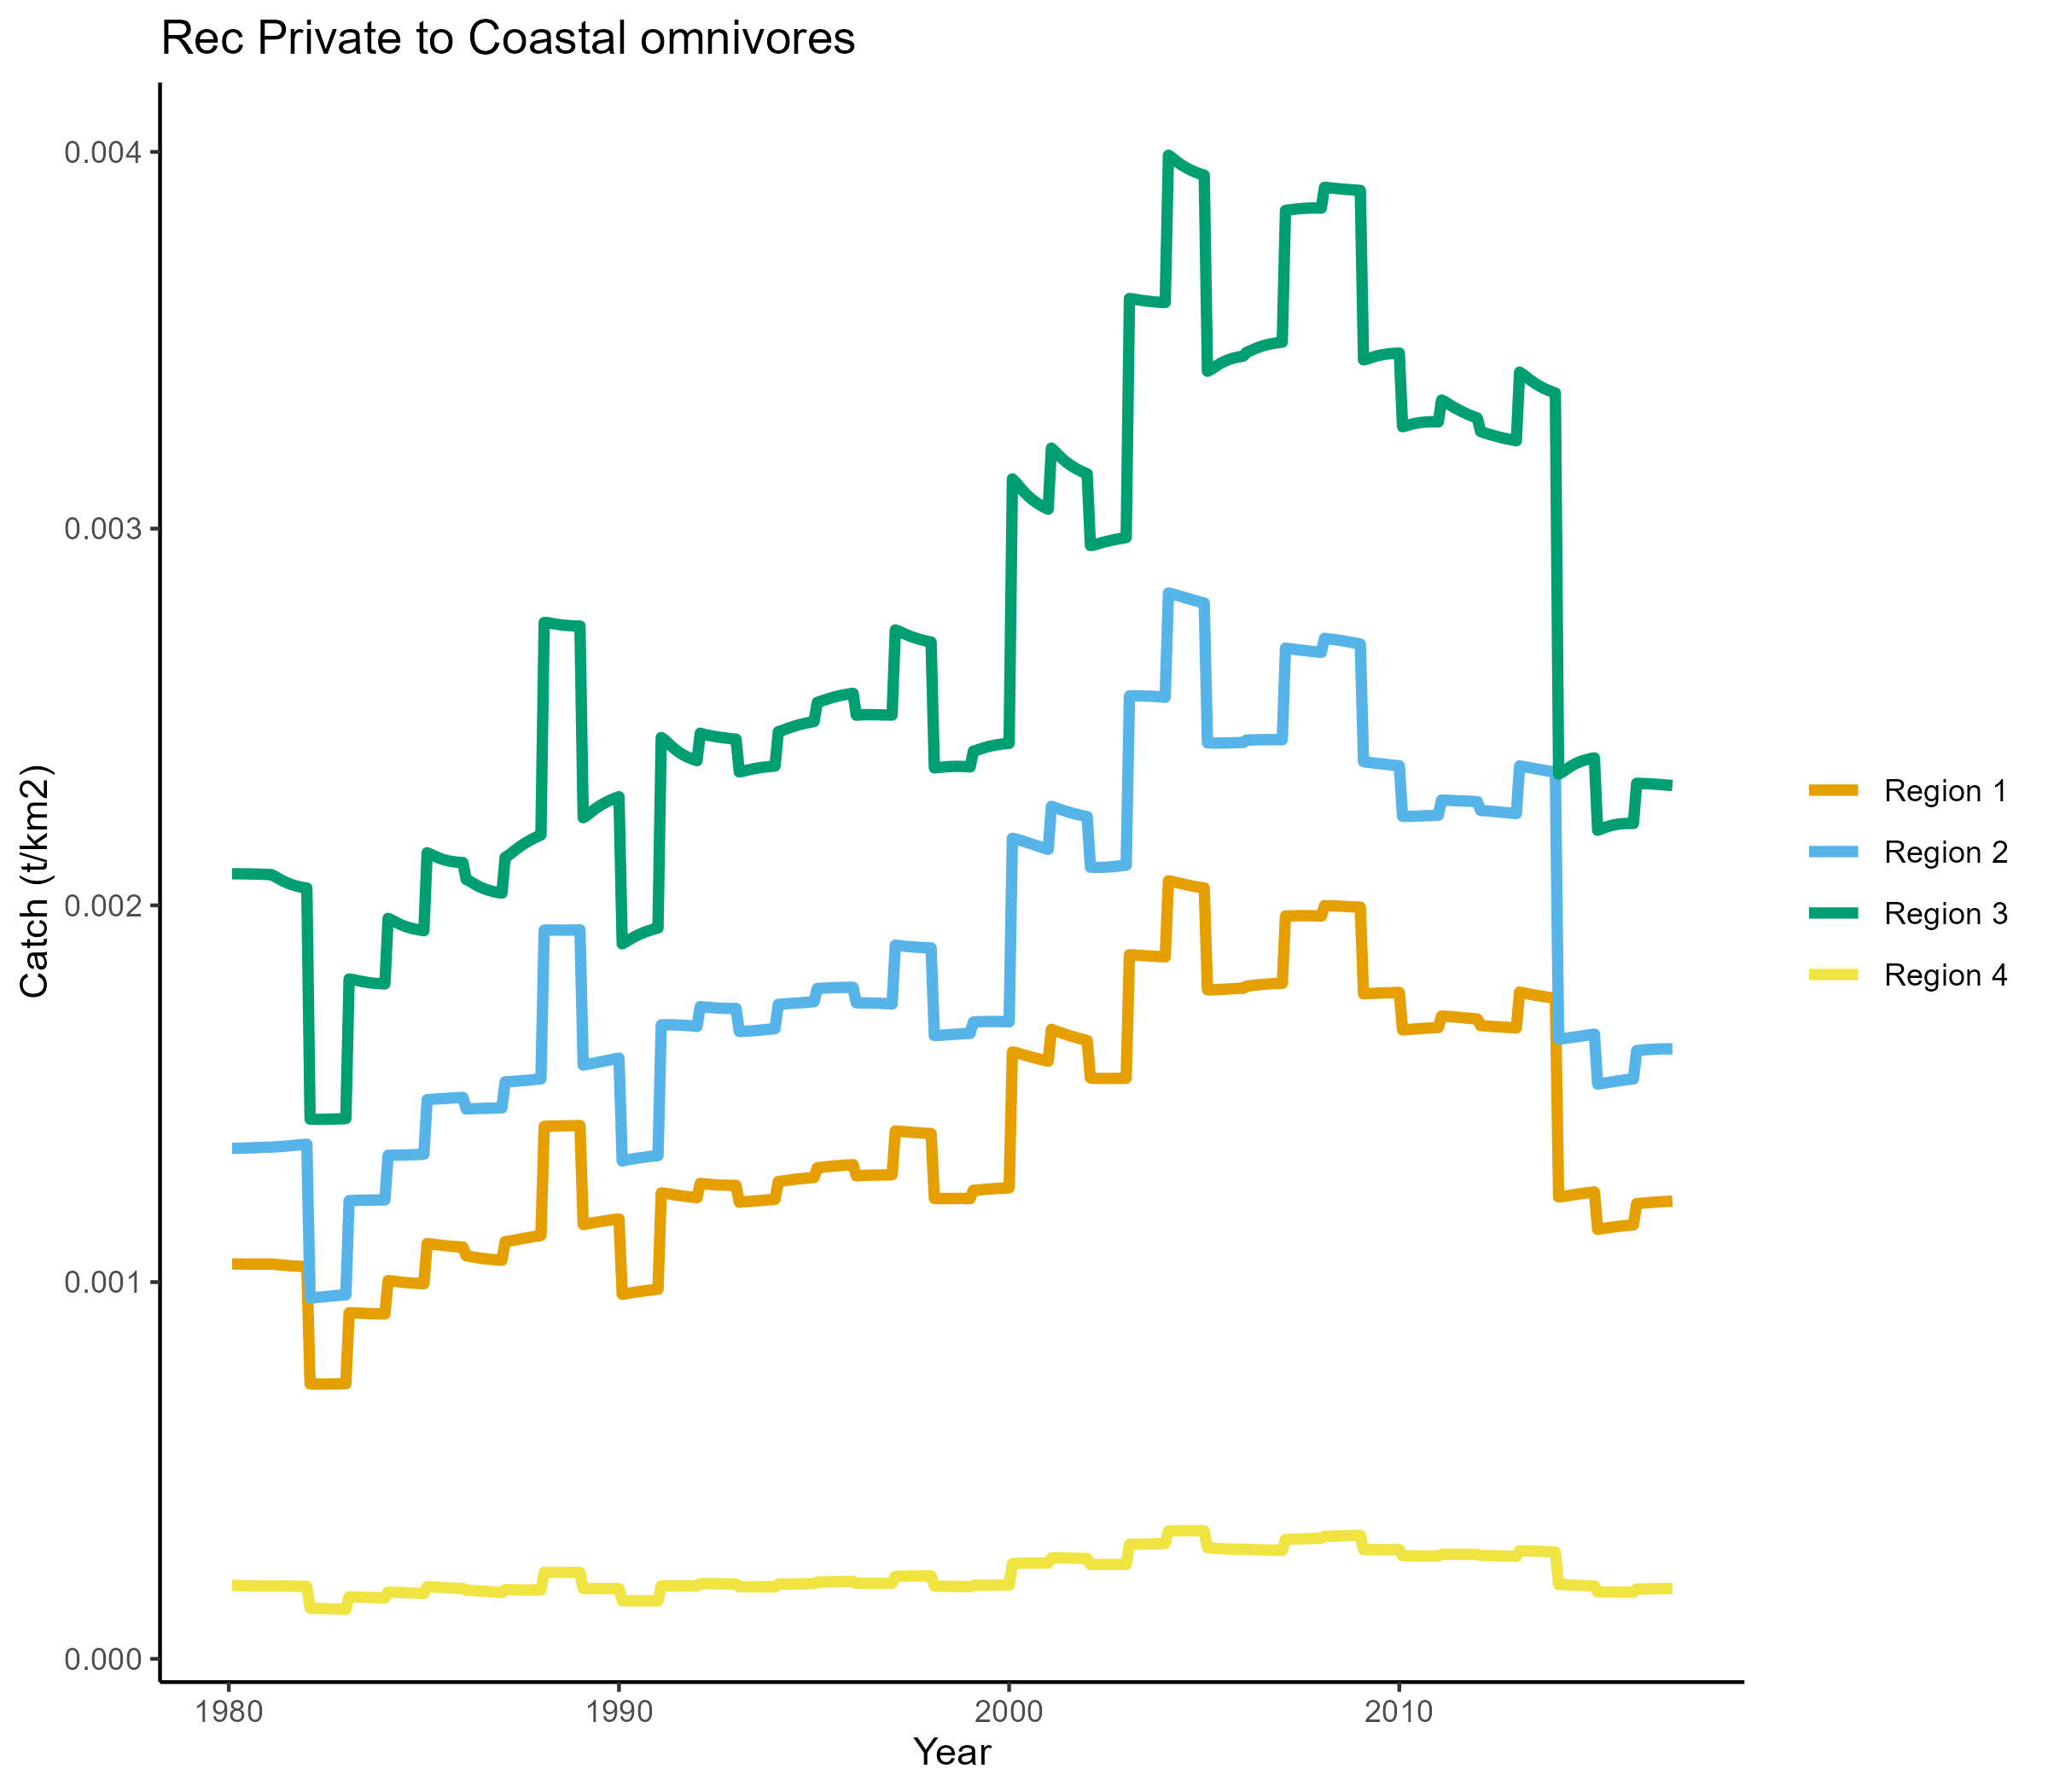 Rec Private to Coastal omnivores
Catch (t/km2)
0.004
0.003
0.002
0.001
0.000
1980
1990
2000
2010
Year
Region 1
Region 2
Region 3
Region 4